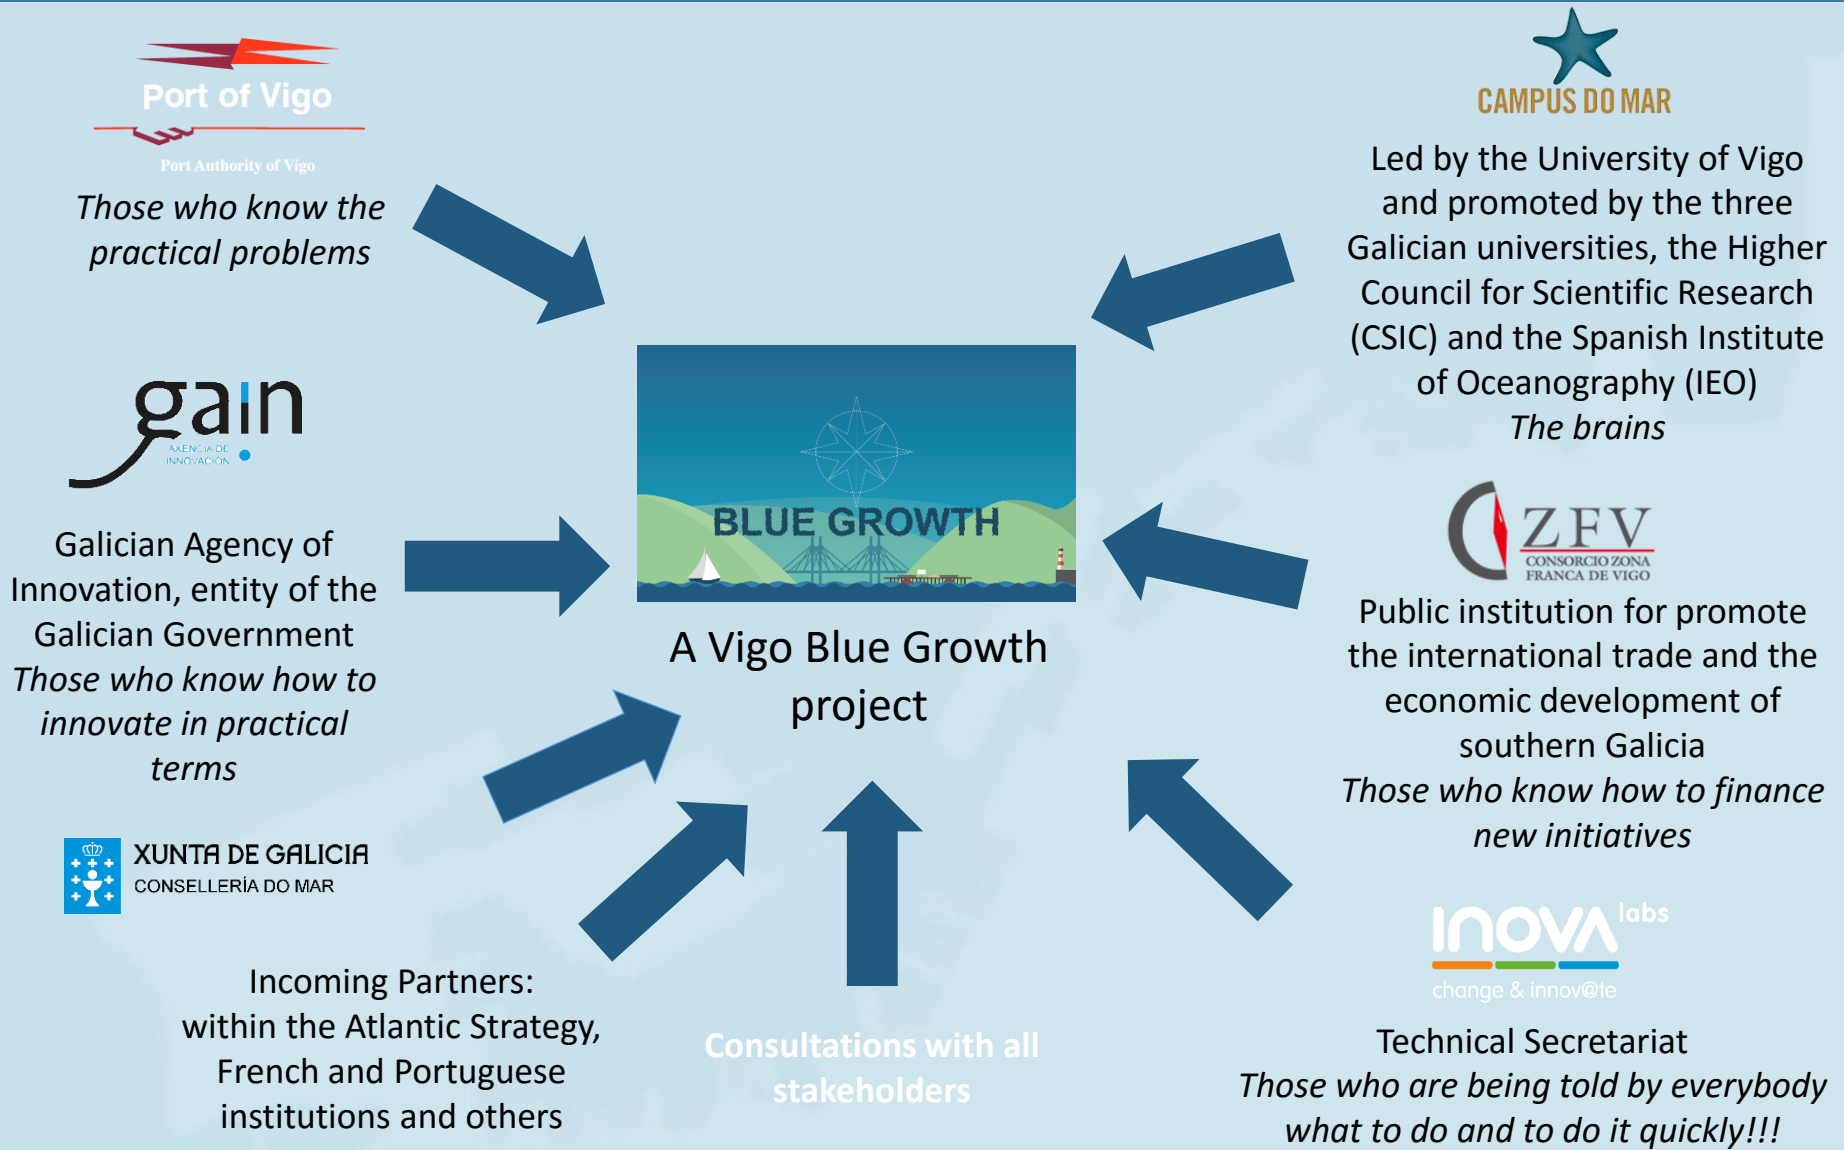 Port of Vigo
Port Authority of Vigo
Those who know the
practical problems
gain
AXENCIA DE
INNOVACIÓN
Galician Agency of
Innovation, entity of the
Galician Government
Those who know how to
innovate in practical
terms
XUNTA DE GALICIA
CONSELLERÍA DO MAR
Incoming Partners:
within the Atlantic Strategy,
French and Portuguese
institutions and others
BLUE GROWTH
A Vigo Blue Growth
project
Consultations with all
stakeholders
CAMPUS DO MAR
Led by the University of Vigo
and promoted by the three
Galician universities, the Higher
Council for Scientific Research
(CSIC) and the Spanish Institute
of Oceanography (IEO)
The brains
ZFV
CONSORCIO ZONA
FRANCA DE VIGO
Public institution for promote
the international trade and the
economic development of
southern Galicia
Those who know how to finance
new initiatives
INOVA labs
change & innov@te
Technical Secretariat
Those who are being told by everybody
what to do and to do it quickly!!!